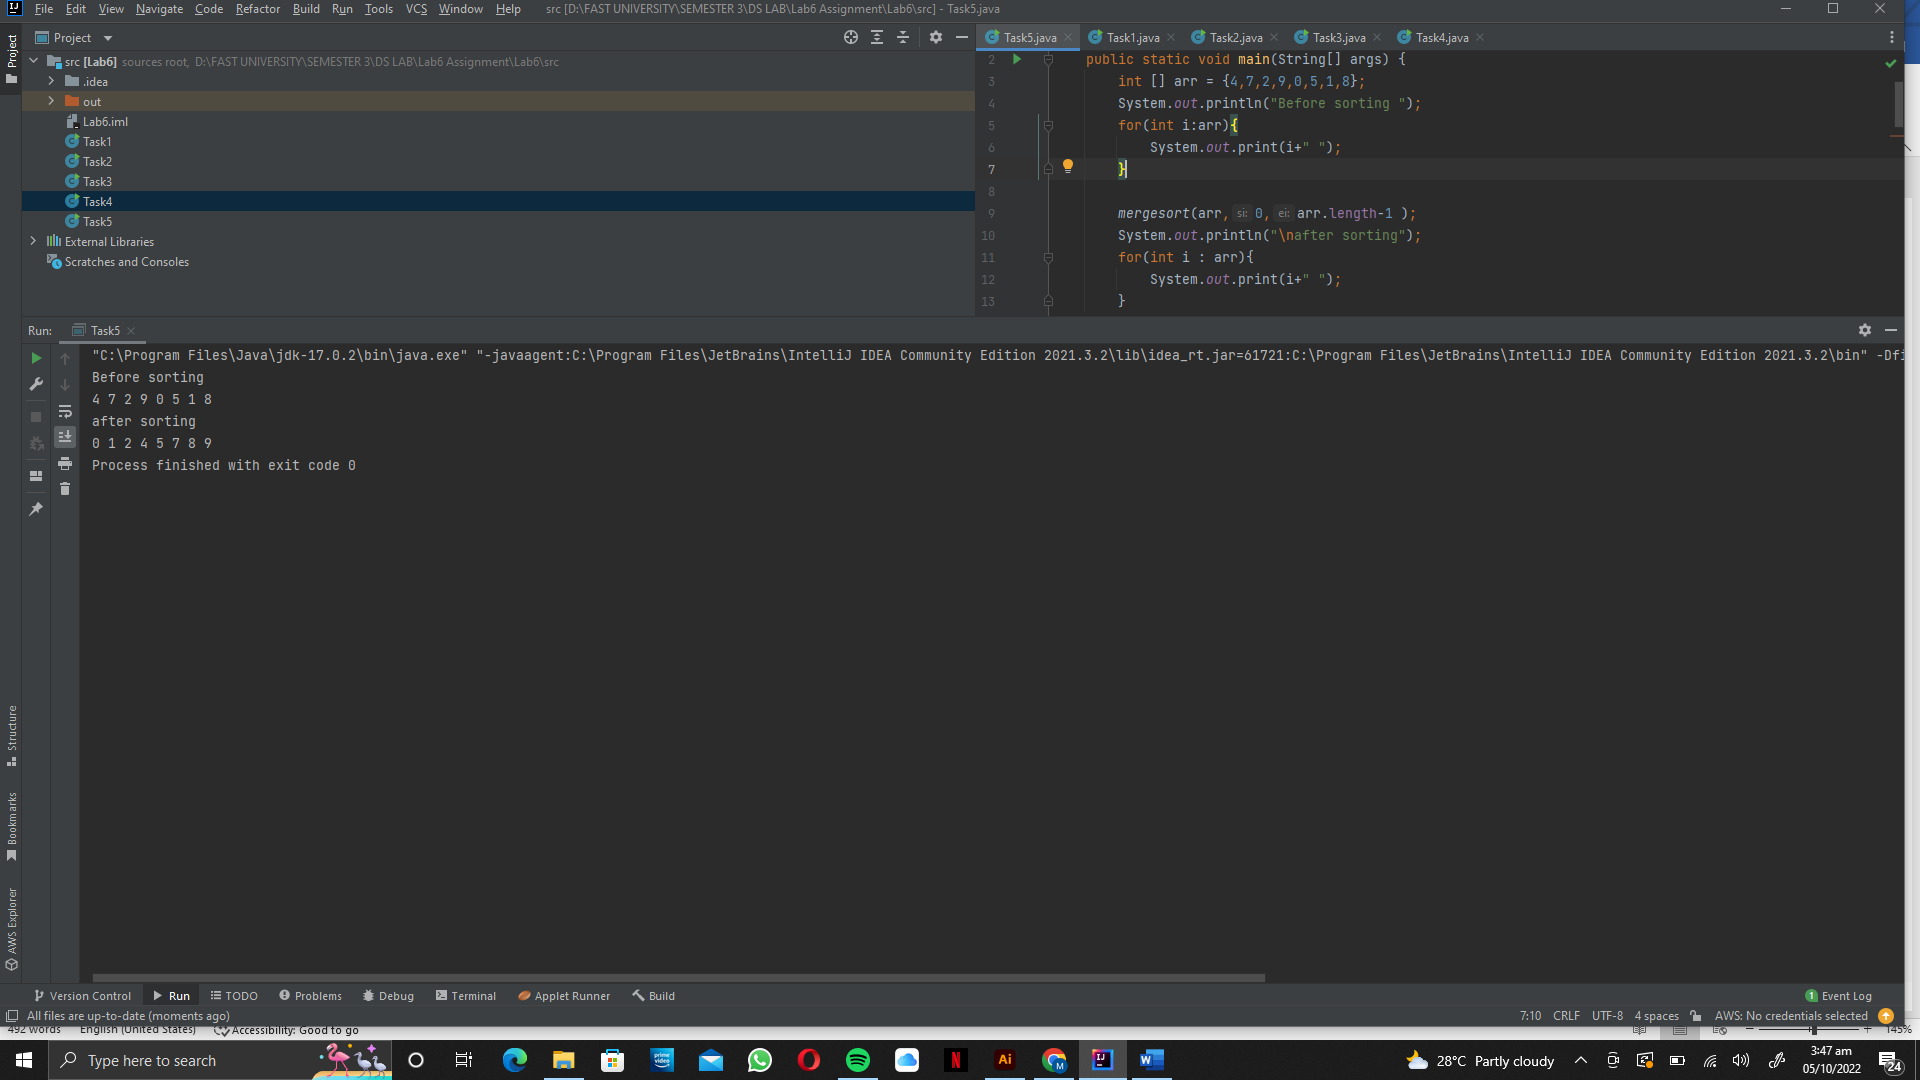 File Edit View Navigate Code Refactor Build Run Tools VCS Window Help src [D:\FAST UNIVERSITY\SEMESTER 3\DS LAB\Lab6 Assignment\Lab6\src] - Task5.java
Project
src [Lab6] sources root, D:\FAST UNIVERSITY\SEMESTER 3\DS LAB\Lab6 Assignment\Lab6\src
.idea
out
Lab6.iml
Task1
Task2
Task3
Task4
Task5
External Libraries
Scratches and Consoles
Task5.java Task1.java Task2.java Task3.java Task4.java
2 public static void main(String[] args) {
3 int [] arr = {4,7,2,9,0,5,1,8};
4 System.out.println("Before sorting ");
5 for(int i:arr){
6 System.out.print(i+" ");
7 }
8
9 mergesort(arr, si: 0, ei: arr.length-1 );
10 System.out.println("\nafter sorting");
11 for(int i : arr){
12 System.out.print(i+" ");
13 }
Run: Task5
"C:\Program Files\Java\jdk-17.0.2\bin\java.exe" "-javaagent:C:\Program Files\JetBrains\IntelliJ IDEA Community Edition 2021.3.2\lib\idea_rt.jar=61721:C:\Program Files\JetBrains\IntelliJ IDEA Community Edition 2021.3.2\bin" -Dfi
Before sorting
4 7 2 9 0 5 1 8
after sorting
0 1 2 4 5 7 8 9
Process finished with exit code 0
Project
Structure
Bookmarks
AWS Explorer
Version Control Run TODO Problems Debug Terminal Applet Runner Build 1 Event Log
All files are up-to-date (moments ago) 7:10 CRLF UTF-8 4 spaces AWS: No credentials selected
492 words English (United States) Accessibility: Good to go 145%
Type here to search prime video N Ai M IJ W 28°C Partly cloudy 3:47 am
05/10/2022 24